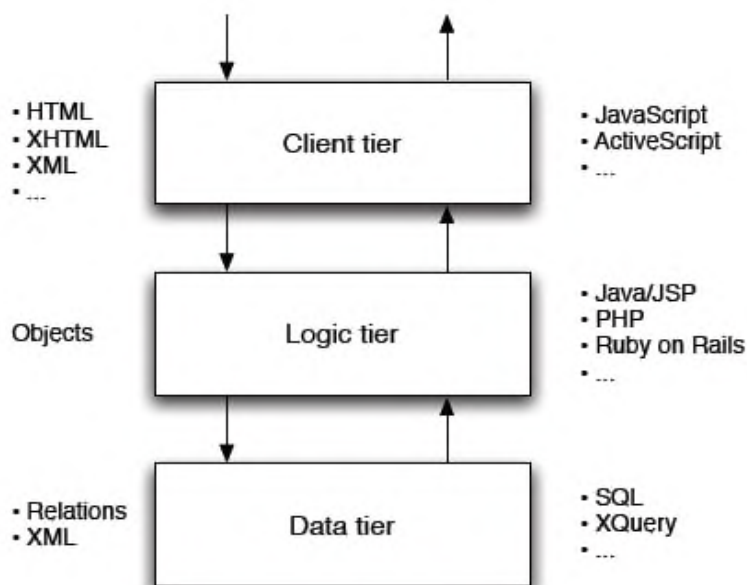 • HTML
• XHTML
• XML
• ...
Client tier
• JavaScript
• ActiveScript
• ...
Objects
Logic tier
• Java/JSP
• PHP
• Ruby on Rails
• ...
• Relations
• XML
Data tier
• SQL
• XQuery
• ...